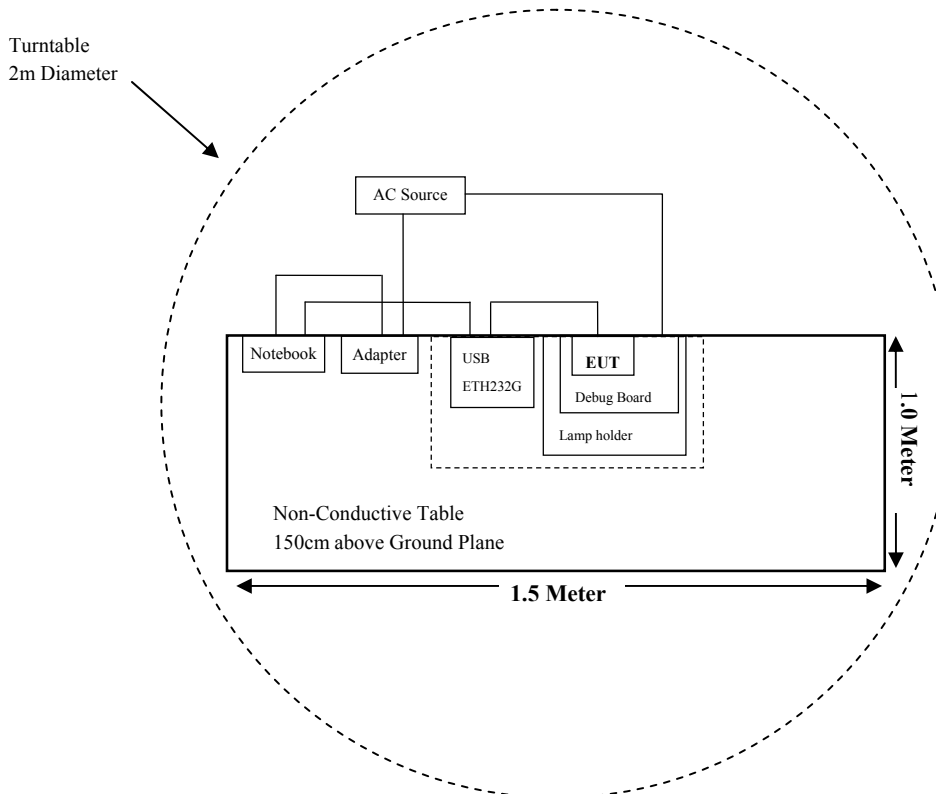 Turntable
2m Diameter
AC Source
Notebook
Adapter
USB
ETH232G
EUT
Debug Board
Lamp holder
1.0 Meter
Non-Conductive Table
150cm above Ground Plane
1.5 Meter